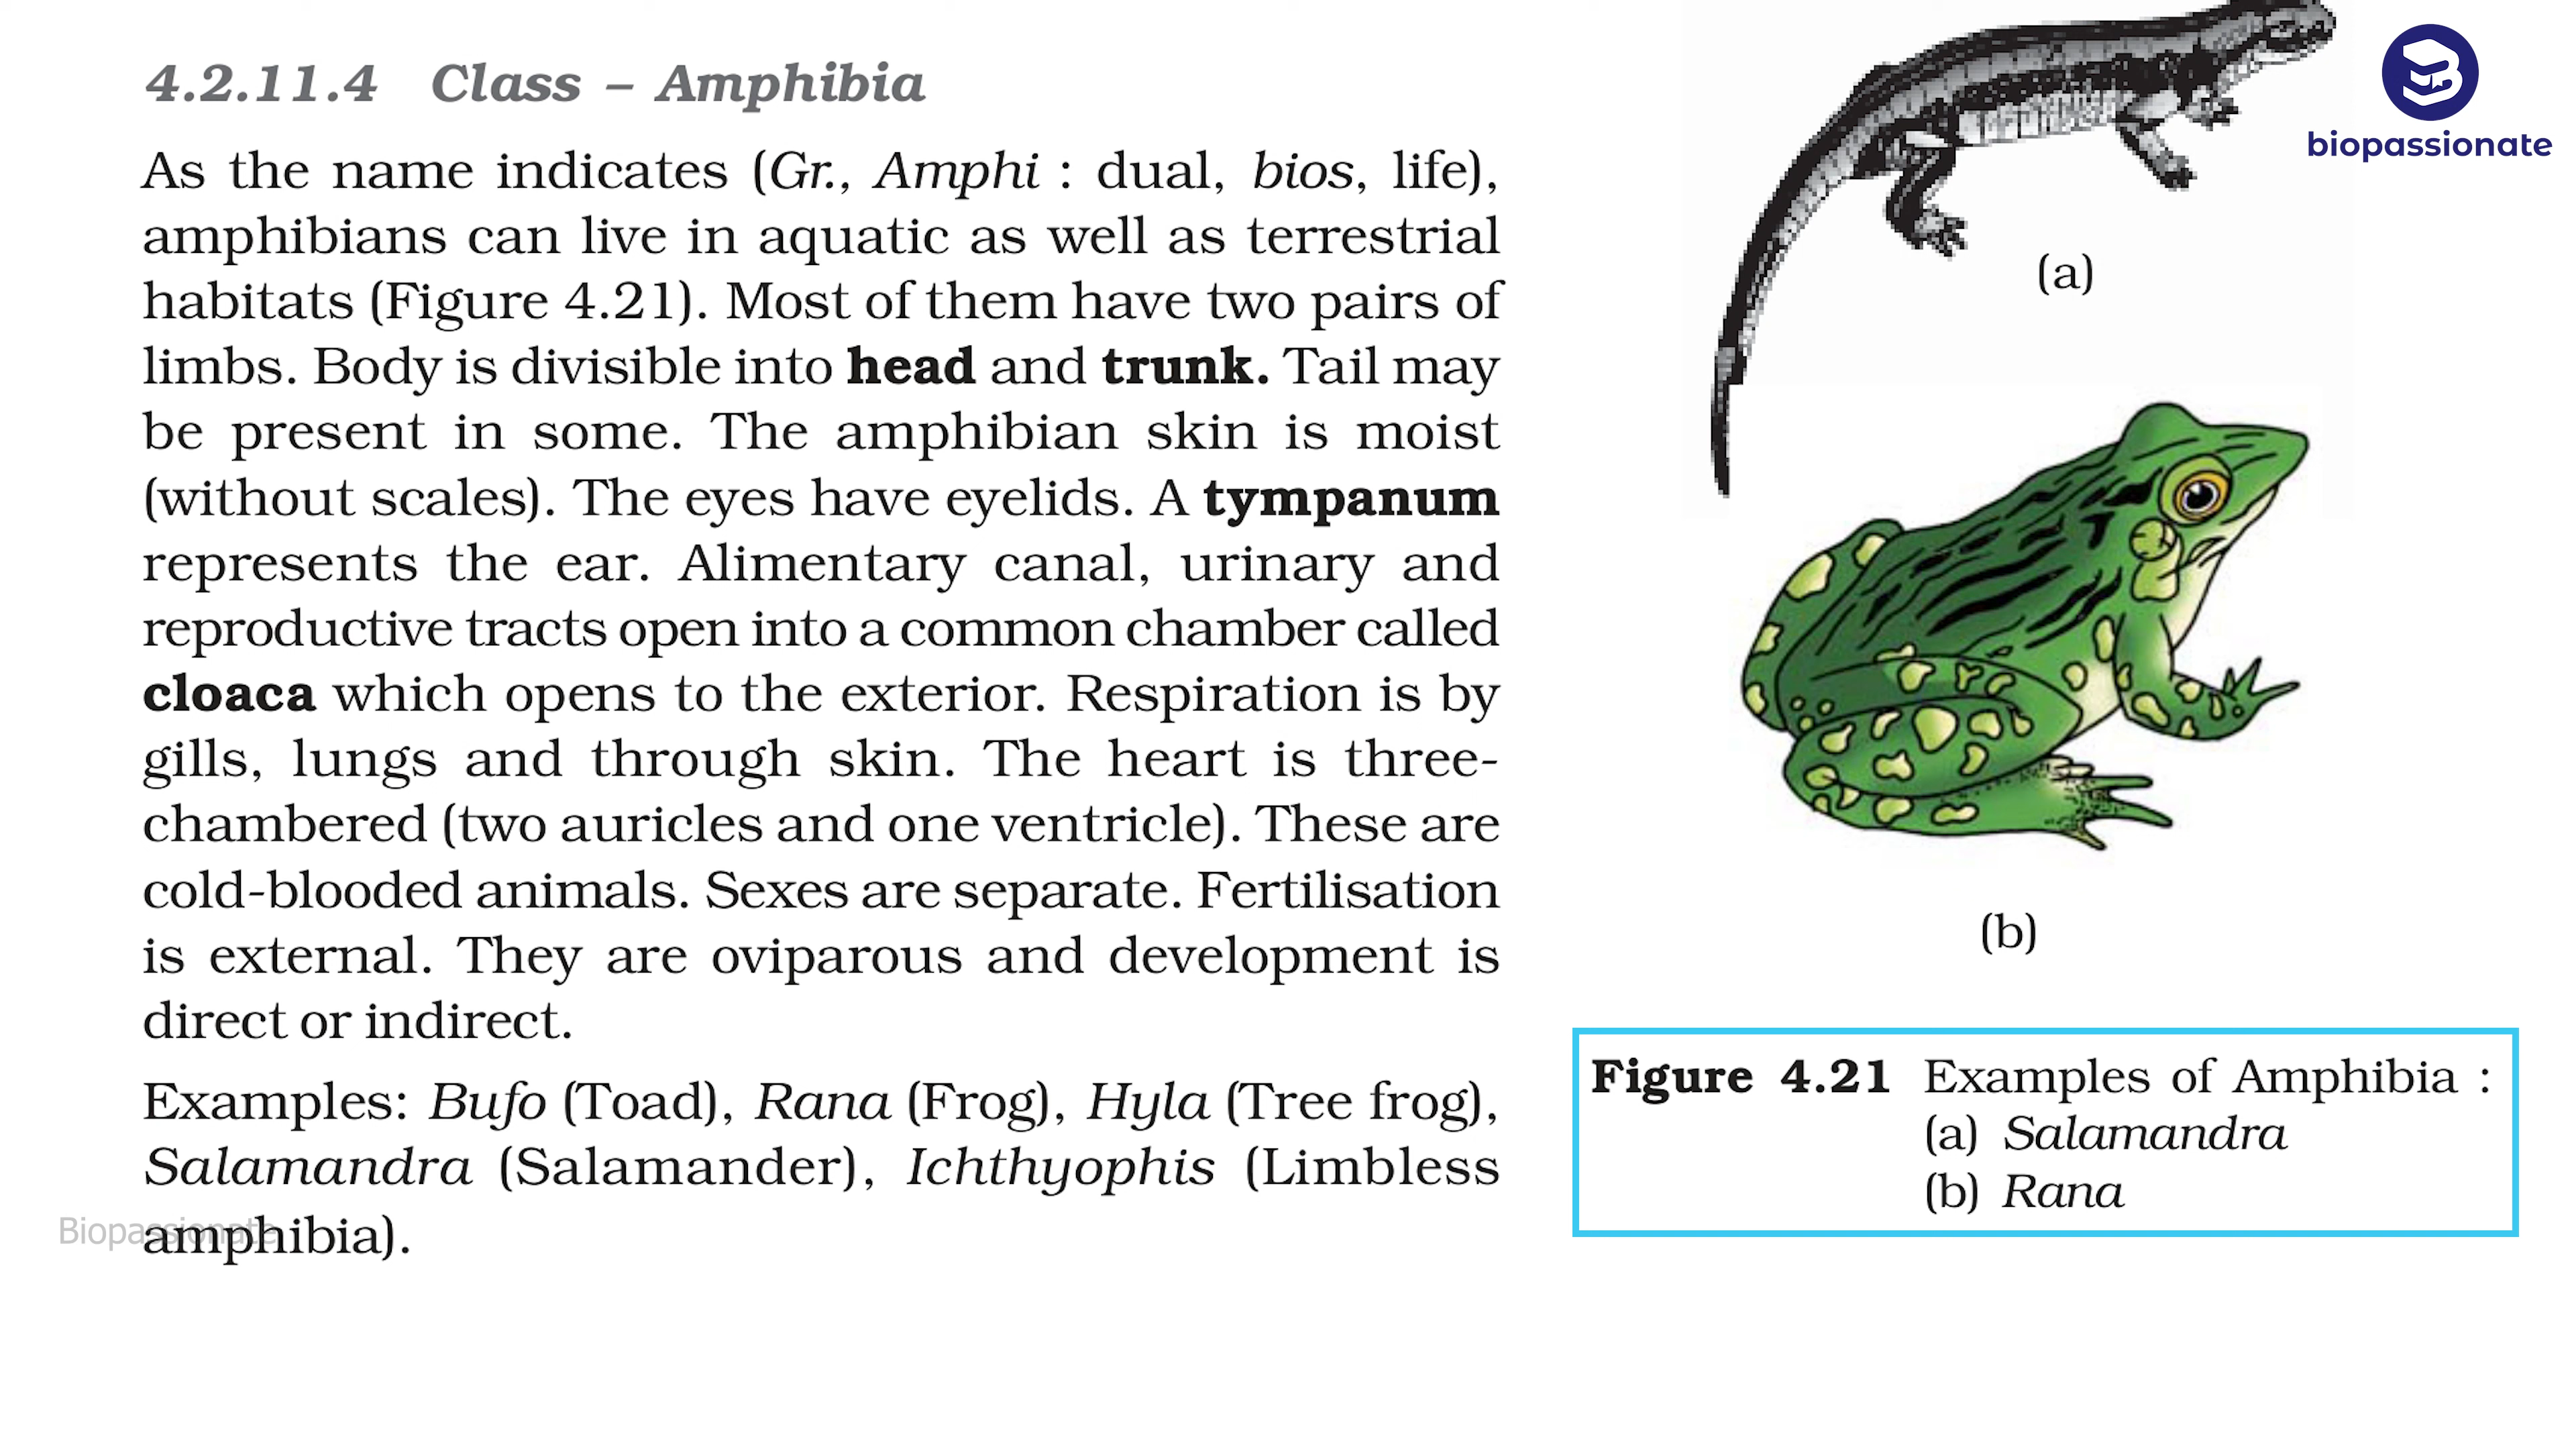 4.2.11.4 Class – Amphibia
As the name indicates (Gr., Amphi : dual, bios, life),
amphibians can live in aquatic as well as terrestrial
habitats (Figure 4.21). Most of them have two pairs of
limbs. Body is divisible into head and trunk. Tail may
be present in some. The amphibian skin is moist
(without scales). The eyes have eyelids. A tympanum
represents the ear. Alimentary canal, urinary and
reproductive tracts open into a common chamber called
cloaca which opens to the exterior. Respiration is by
gills, lungs and through skin. The heart is three-
chambered (two auricles and one ventricle). These are
cold-blooded animals. Sexes are separate. Fertilisation
is external. They are oviparous and development is
direct or indirect.
Examples: Bufo (Toad), Rana (Frog), Hyla (Tree frog),
Salamandra (Salamander), Ichthyophis (Limbless
amphibia).
Biopassionate
biopassionate
(a)
(b)
Figure 4.21 Examples of Amphibia :
(a) Salamandra
(b) Rana